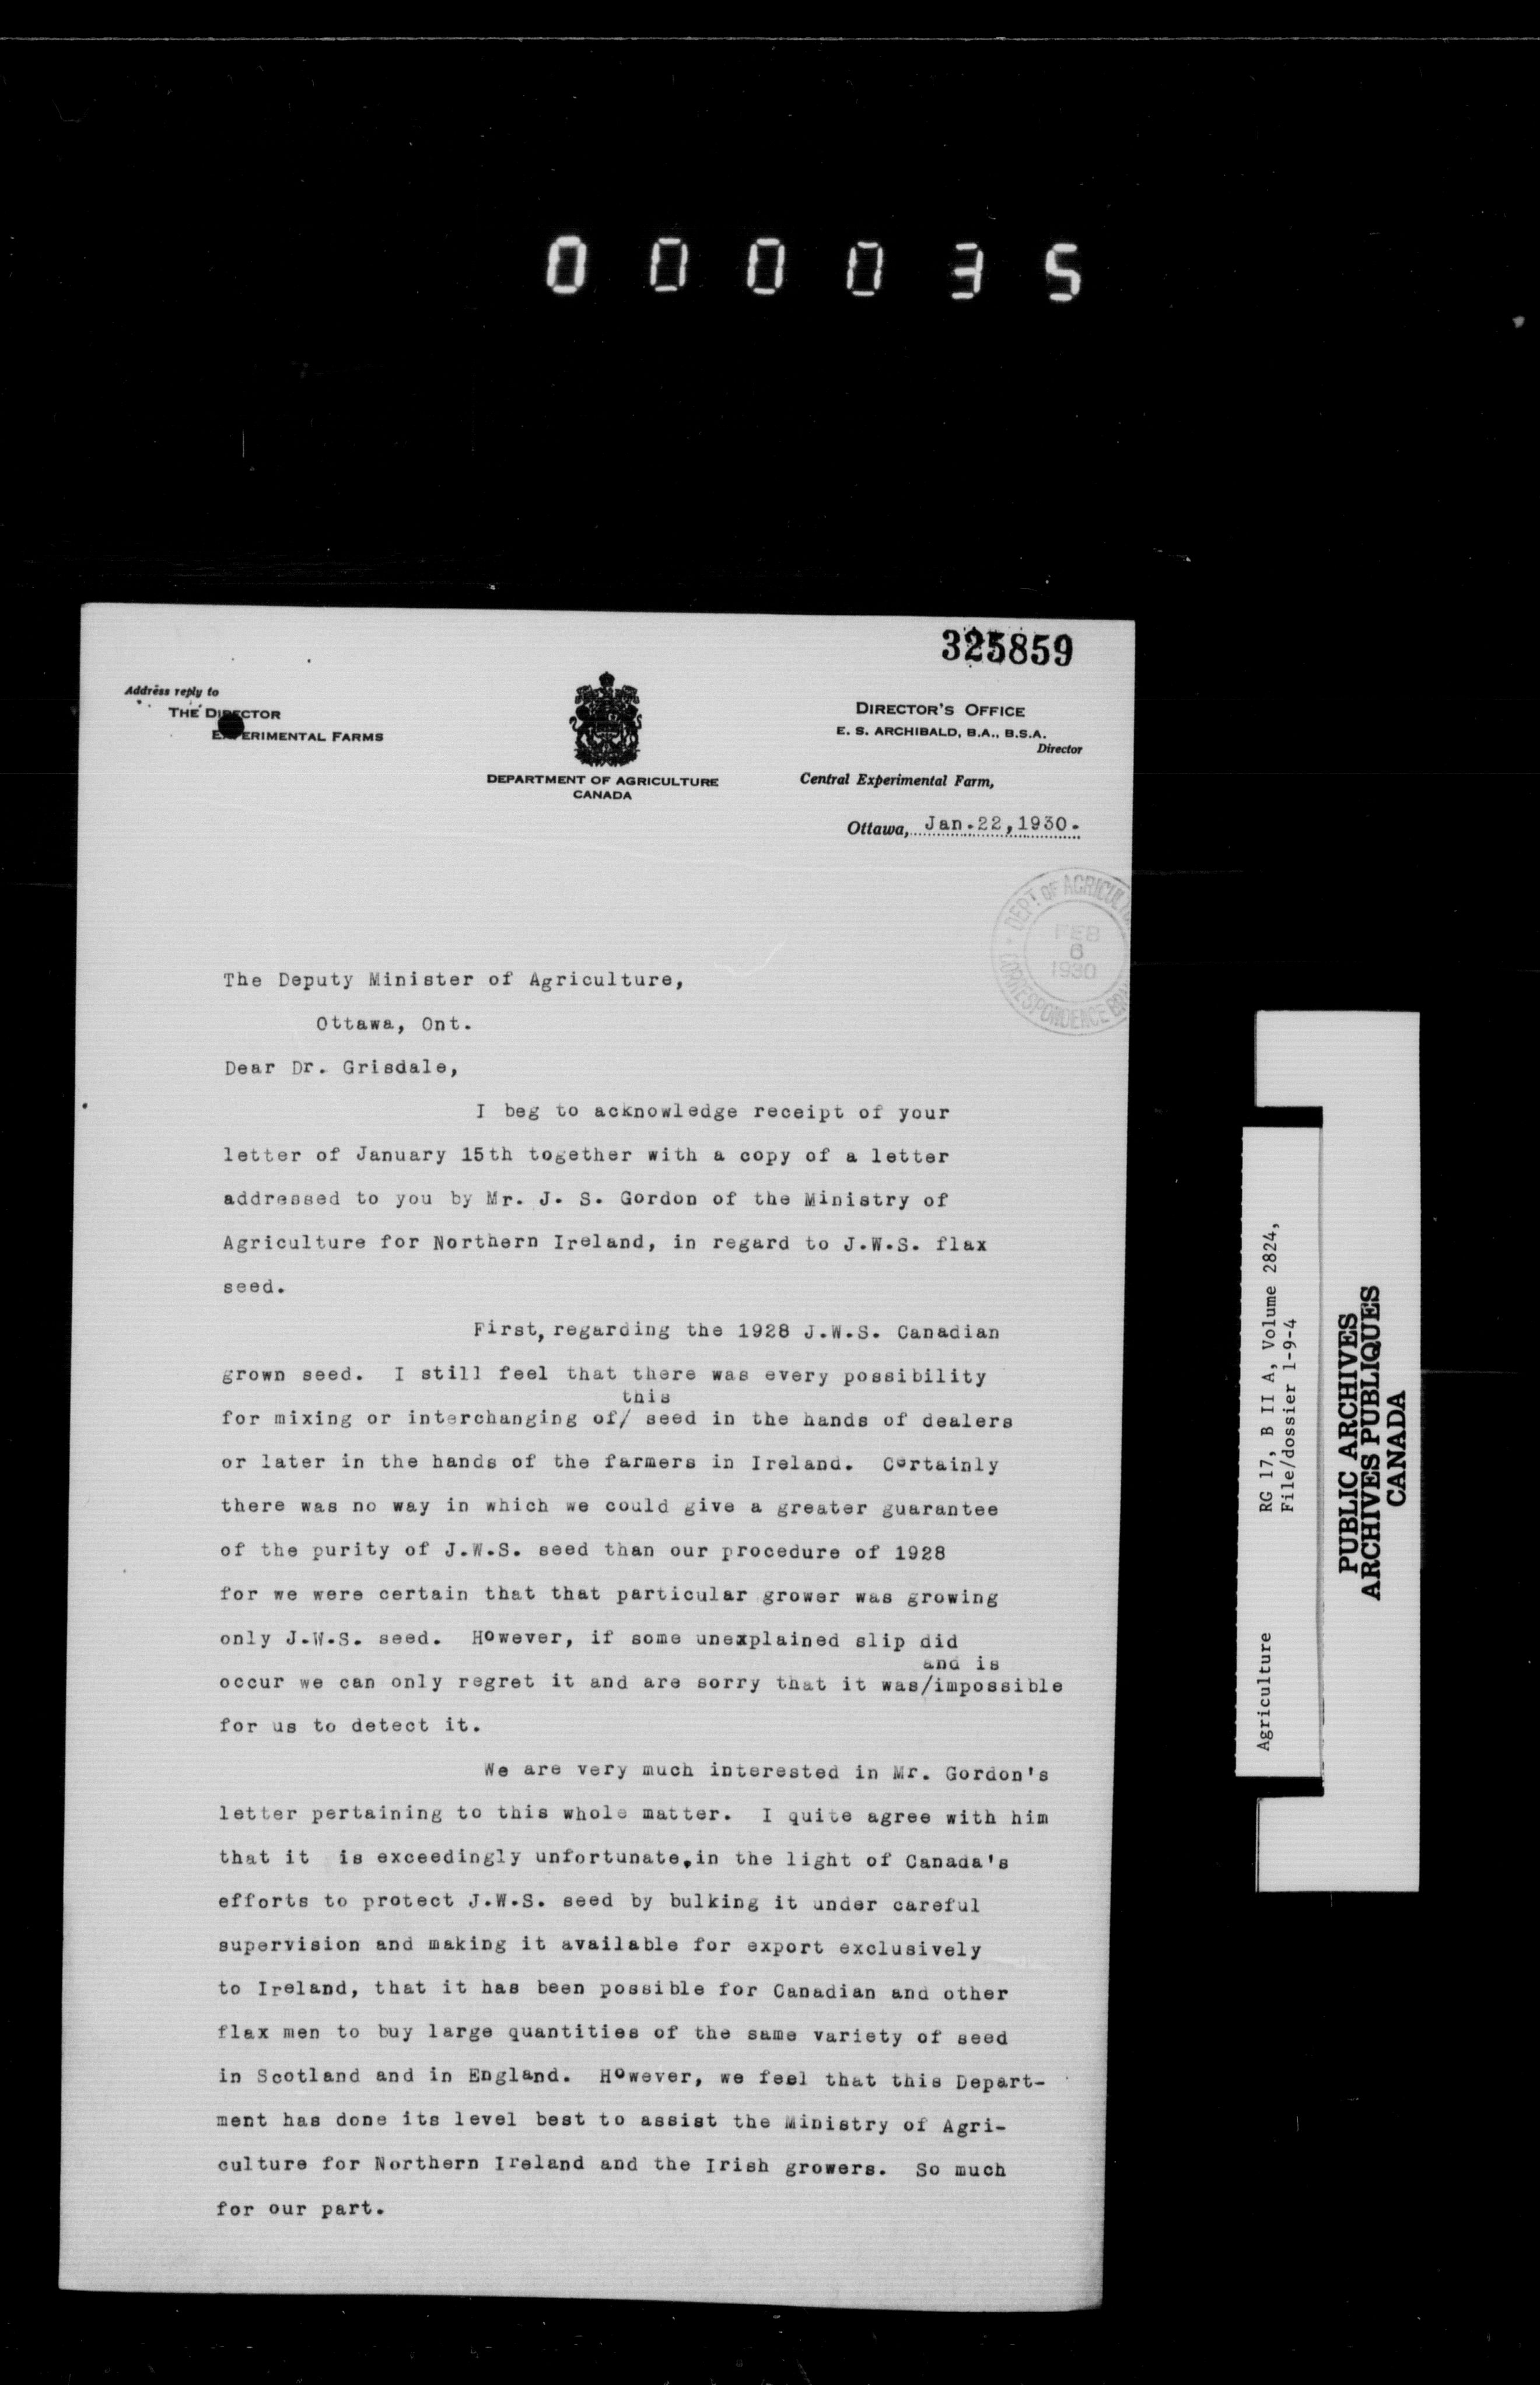 0 0 0 0 3 5
325859
Address reply to
THE DIRECTOR
EXPERIMENTAL FARMS
DEPARTMENT OF AGRICULTURE
CANADA
DIRECTOR'S OFFICE
E. S. ARCHIBALD, B.A., B.S.A.
Director
Central Experimental Farm,
Ottawa, Jan.22,1930.
DEPT. OF AGRICULTU
FEB
6
1930
CORRESPONDENCE BRA
The Deputy Minister of Agriculture,
Ottawa, Ont.
Dear Dr. Grisdale,
I beg to acknowledge receipt of your
letter of January 15th together with a copy of a letter
addressed to you by Mr. J. S. Gordon of the Ministry of
Agriculture for Northern Ireland, in regard to J.W.S. flax
seed.
First, regarding the 1928 J.W.S. Canadian
grown seed. I still feel that there was every possibility
this
for mixing or interchanging of/ seed in the hands of dealers
or later in the hands of the farmers in Ireland. Certainly
there was no way in which we could give a greater guarantee
of the purity of J.W.S. seed than our procedure of 1928
for we were certain that that particular grower was growing
only J.W.S. seed. However, if some unexplained slip did
and is
occur we can only regret it and are sorry that it was/impossible
for us to detect it.
We are very much interested in Mr. Gordon's
letter pertaining to this whole matter. I quite agree with him
that it is exceedingly unfortunate, in the light of Canada's
efforts to protect J.W.S. seed by bulking it under careful
supervision and making it available for export exclusively
to Ireland, that it has been possible for Canadian and other
flax men to buy large quantities of the same variety of seed
in Scotland and in England. However, we feel that this Depart-
ment has done its level best to assist the Ministry of Agri-
culture for Northern Ireland and the Irish growers. So much
for our part.
Agriculture RG 17, B II A, Volume 2824,
File/dossier 1-9-4
PUBLIC ARCHIVES
ARCHIVES PUBLIQUES
CANADA